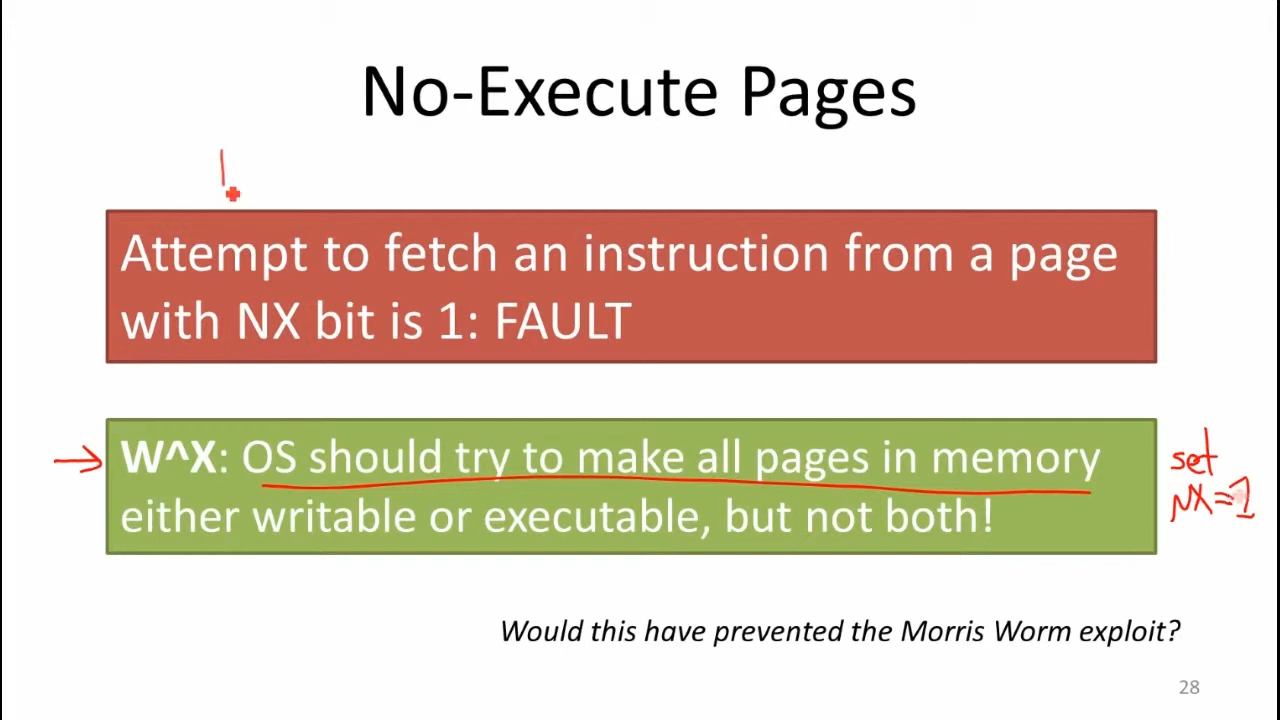 No-Execute Pages
Attempt to fetch an instruction from a page
with NX bit is 1: FAULT
W^X: OS should try to make all pages in memory
either writable or executable, but not both!
set
NX=1
Would this have prevented the Morris Worm exploit?
28